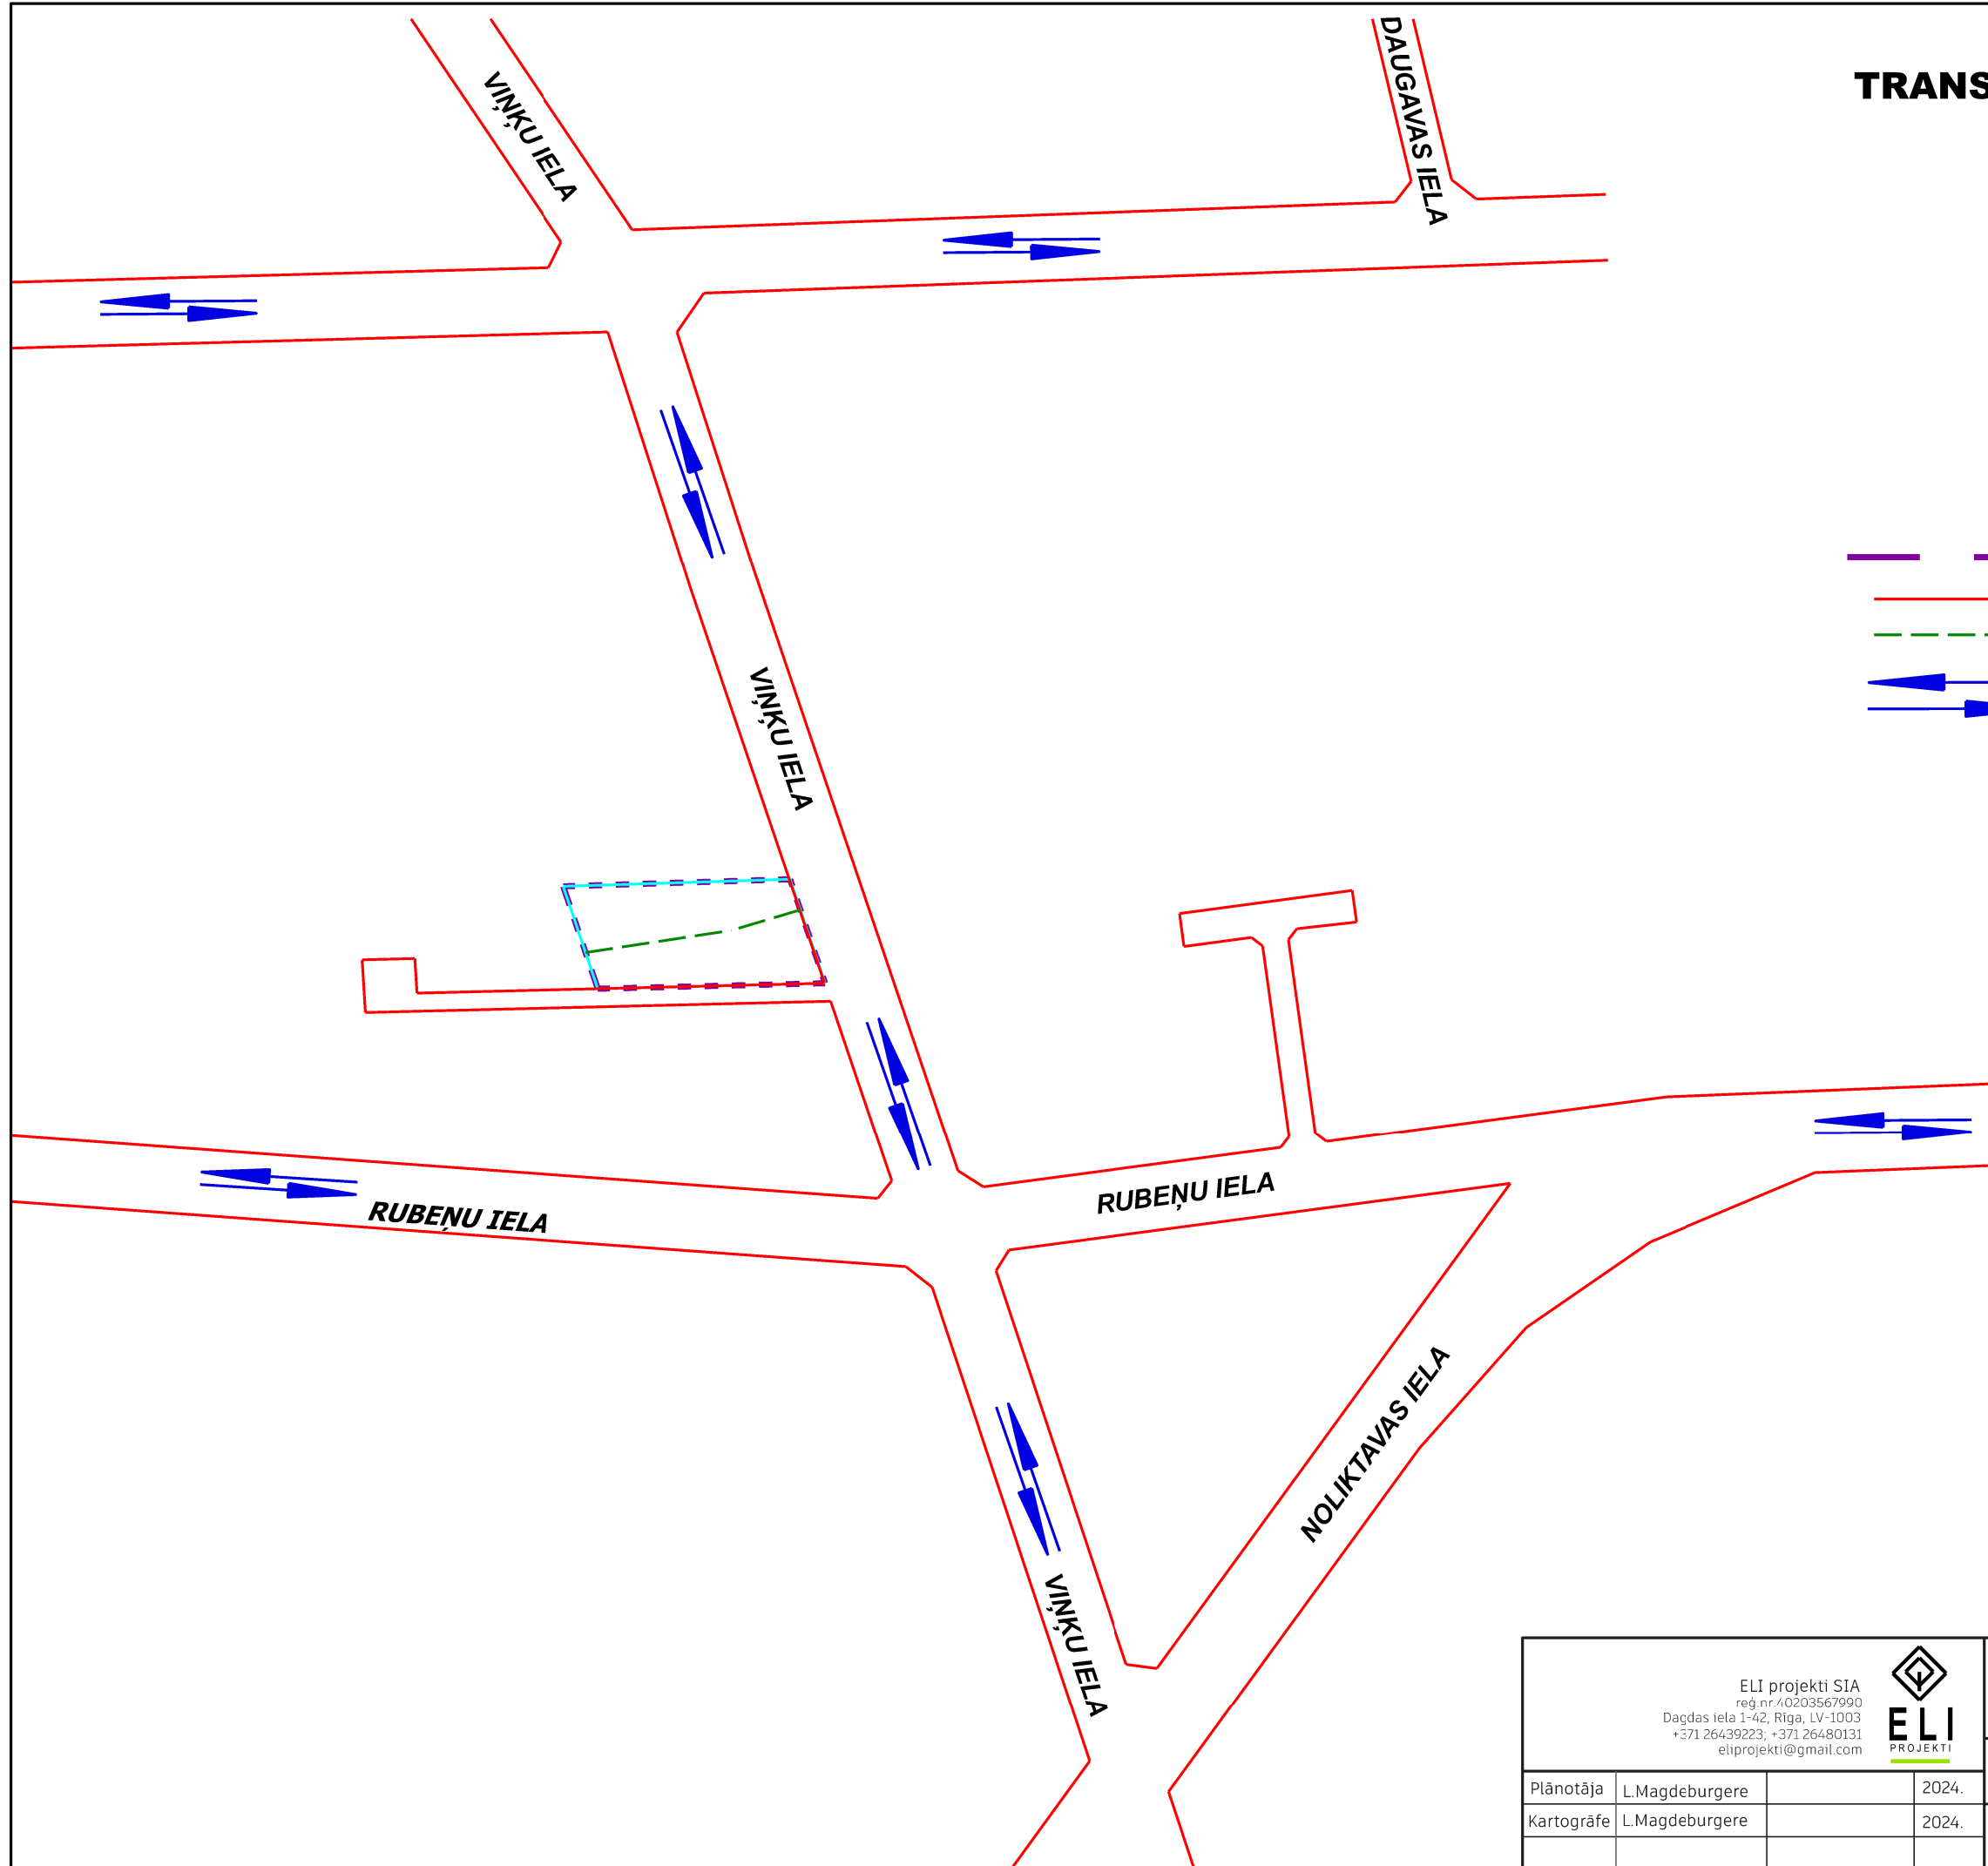 VIŅĶU IELA
DAUGAVAS IELA
TRANS
VIŅĶU IELA
RUBEŅU IELA
RUBEŅU IELA
NOLIKTAVAS IELA
VIŅĶU IELA
ELI projekti SIA
reģ.nr.40203567990
Dagdas iela 1-42, Rīga, LV-1003
+371 26439223; +371 26480131
eliprojekti@gmail.com
ELI
PROJEKTI
Plānotāja L.Magdeburgere 2024.
Kartogrāfe L.Magdeburgere 2024.